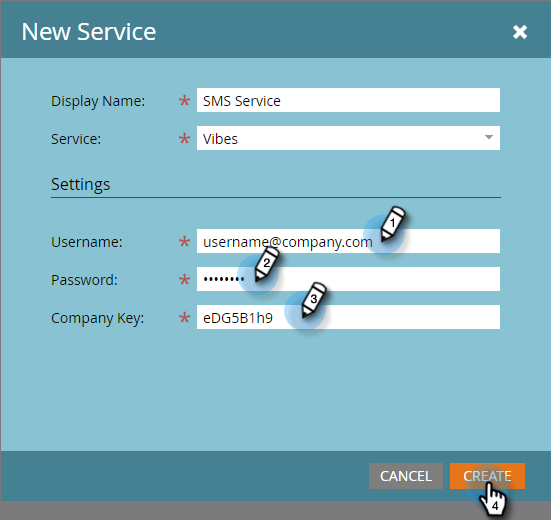 New Service
Display Name: * SMS Service
Service: * Vibes
Settings
Username: * username@company.com 1
Password: * •••••••• 2
Company Key: * eDG5B1h9 3
CANCEL CREATE
4